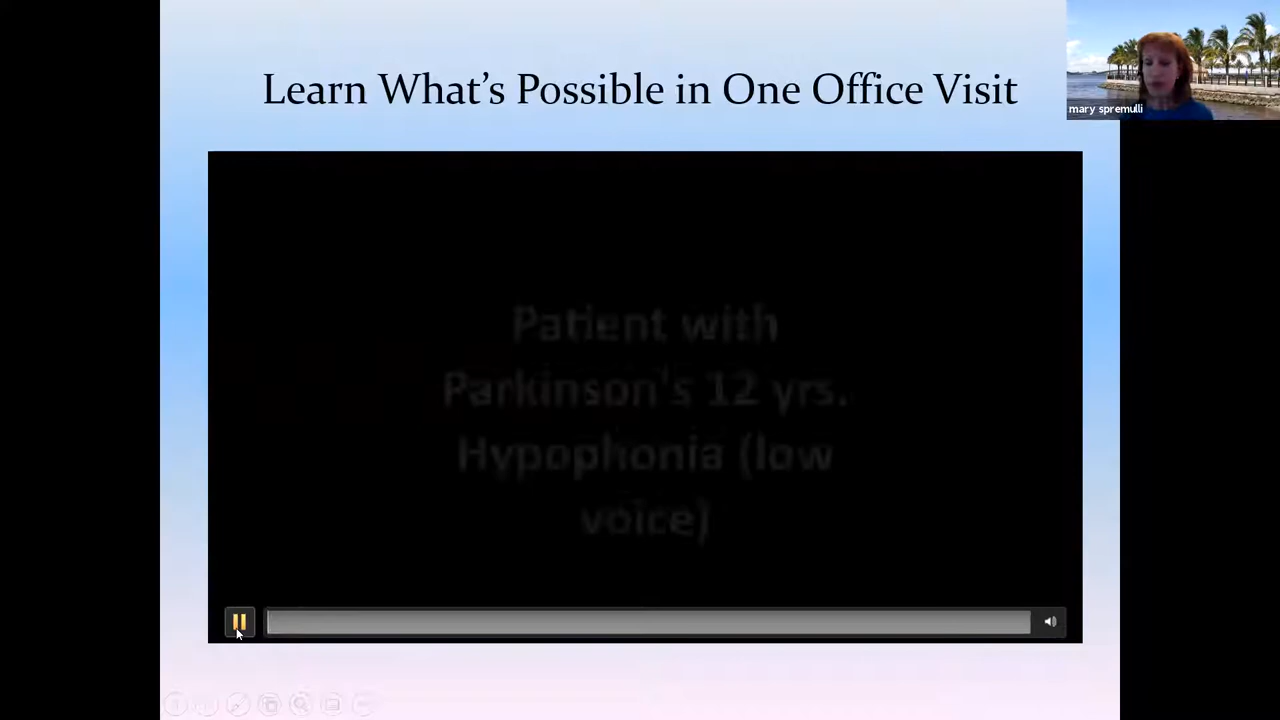 Learn What's Possible in One Office Visit
mary spremulli
Patient with
Parkinson's 12 yrs.
Hypophonia (low
voice)